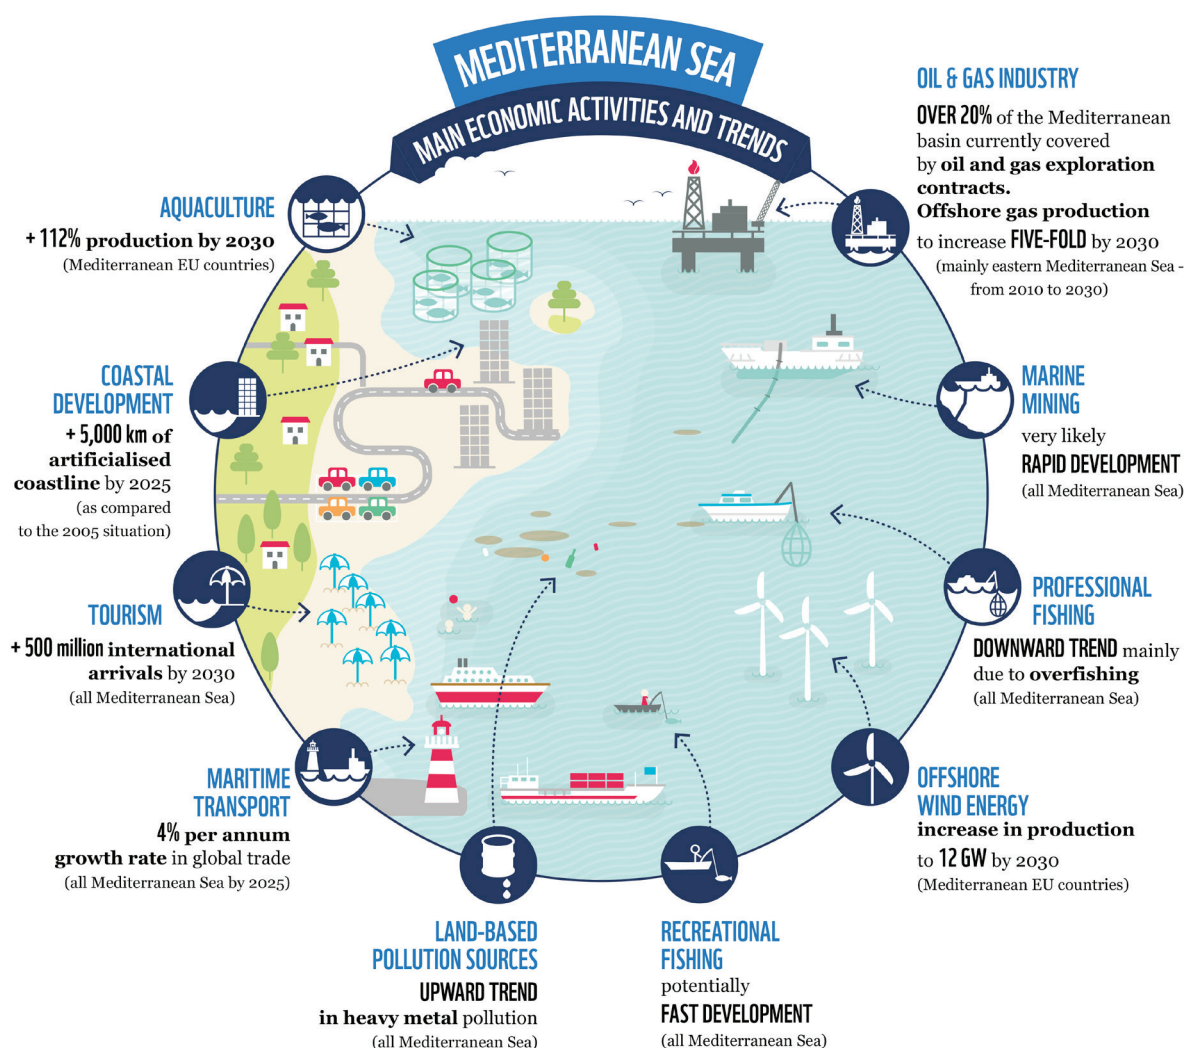 MEDITERRANEAN SEA
MAIN ECONOMIC ACTIVITIES AND TRENDS
OIL & GAS INDUSTRY
OVER 20% of the Mediterranean
basin currently covered
by oil and gas exploration
contracts.
Offshore gas production
to increase FIVE-FOLD by 2030
(mainly eastern Mediterranean Sea -
from 2010 to 2030)
MARINE
MINING
very likely
RAPID DEVELOPMENT
(all Mediterranean Sea)
PROFESSIONAL
FISHING
DOWNWARD TREND mainly
due to overfishing
(all Mediterranean Sea)
OFFSHORE
WIND ENERGY
increase in production
to 12 GW by 2030
(Mediterranean EU countries)
RECREATIONAL
FISHING
potentially
FAST DEVELOPMENT
(all Mediterranean Sea)
LAND-BASED
POLLUTION SOURCES
UPWARD TREND
in heavy metal pollution
(all Mediterranean Sea)
MARITIME
TRANSPORT
4% per annum
growth rate in global trade
(all Mediterranean Sea by 2025)
TOURISM
+ 500 million international
arrivals by 2030
(all Mediterranean Sea)
COASTAL
DEVELOPMENT
+ 5,000 km of
artificialised
coastline by 2025
(as compared
to the 2005 situation)
AQUACULTURE
+ 112% production by 2030
(Mediterranean EU countries)